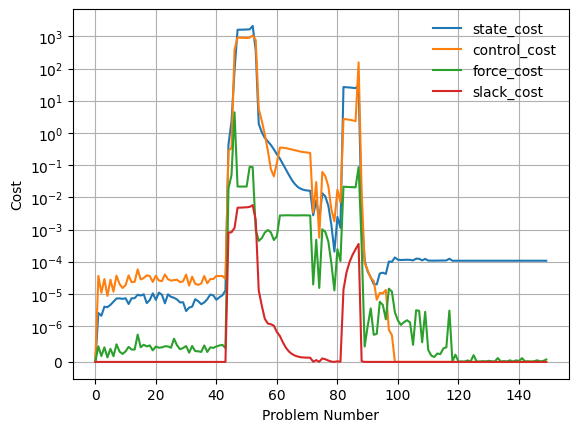 state_cost
control_cost
force_cost
slack_cost
Cost
10³
10²
10¹
10⁰
10⁻¹
10⁻²
10⁻³
10⁻⁴
10⁻⁵
10⁻⁶
0
0 20 40 60 80 100 120 140
Problem Number